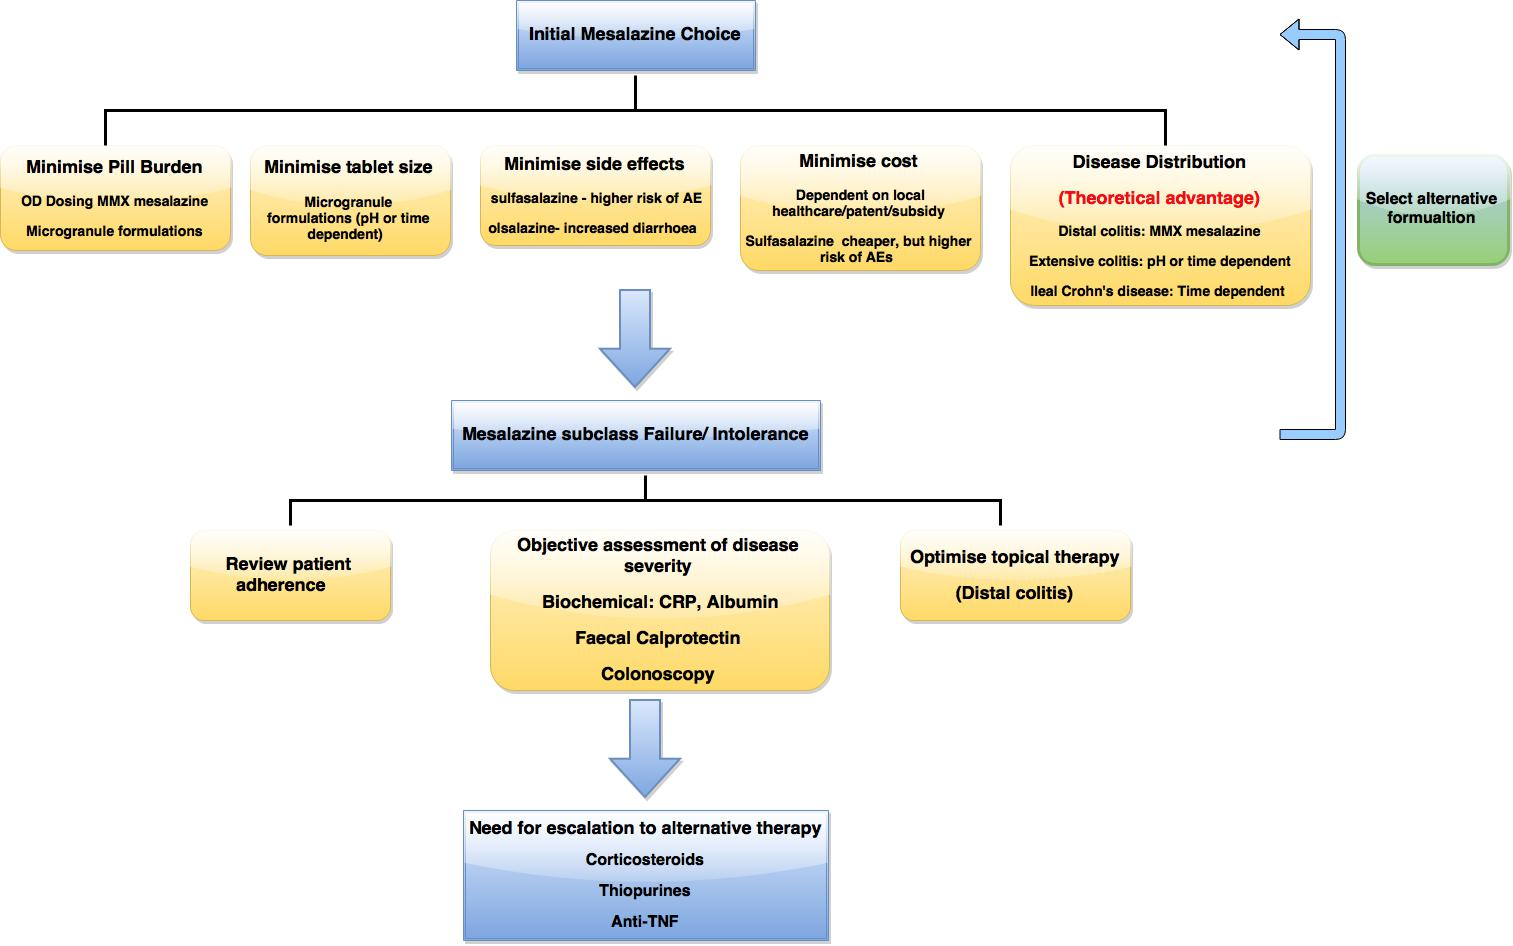 Initial Mesalazine Choice
Minimise Pill Burden
OD Dosing MMX mesalazine
Microgranule formulations
Minimise tablet size
Microgranule
formulations (pH or time
dependent)
Minimise side effects
sulfasalazine - higher risk of AE
olsalazine- increased diarrhoea
Minimise cost
Dependent on local
healthcare/patent/subsidy
Sulfasalazine cheaper, but higher
risk of AEs
Disease Distribution
(Theoretical advantage)
Distal colitis: MMX mesalazine
Extensive colitis: pH or time dependent
Ileal Crohn's disease: Time dependent
Select alternative
formualtion
Mesalazine subclass Failure/ Intolerance
Review patient
adherence
Objective assessment of disease
severity
Biochemical: CRP, Albumin
Faecal Calprotectin
Colonoscopy
Optimise topical therapy
(Distal colitis)
Need for escalation to alternative therapy
Corticosteroids
Thiopurines
Anti-TNF